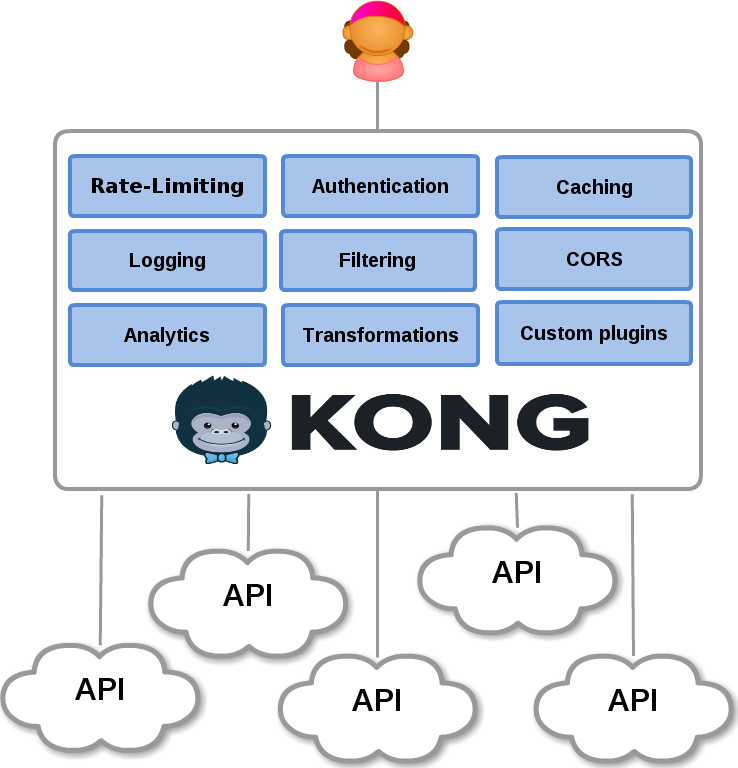 Rate-Limiting
Authentication
Caching
Logging
Filtering
CORS
Analytics
Transformations
Custom plugins
KONG
API
API
API
API
API